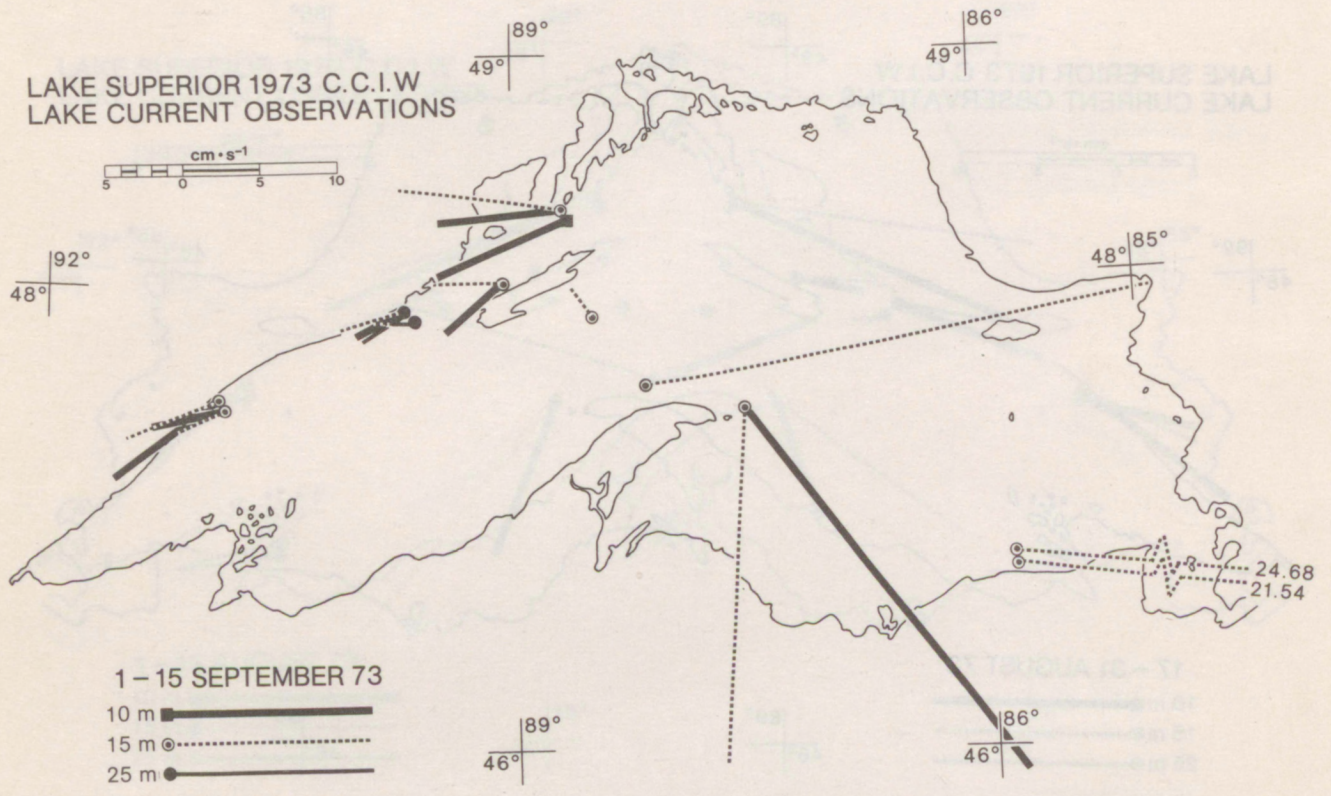 89°
49°
86°
49°
LAKE SUPERIOR 1973 C.C.I.W
LAKE CURRENT OBSERVATIONS
cm·s⁻¹
5 0 5 10
92°
48°
85°
48°
24.68
21.54
1–15 SEPTEMBER 73
10 m
15 m
25 m
89°
46°
86°
46°